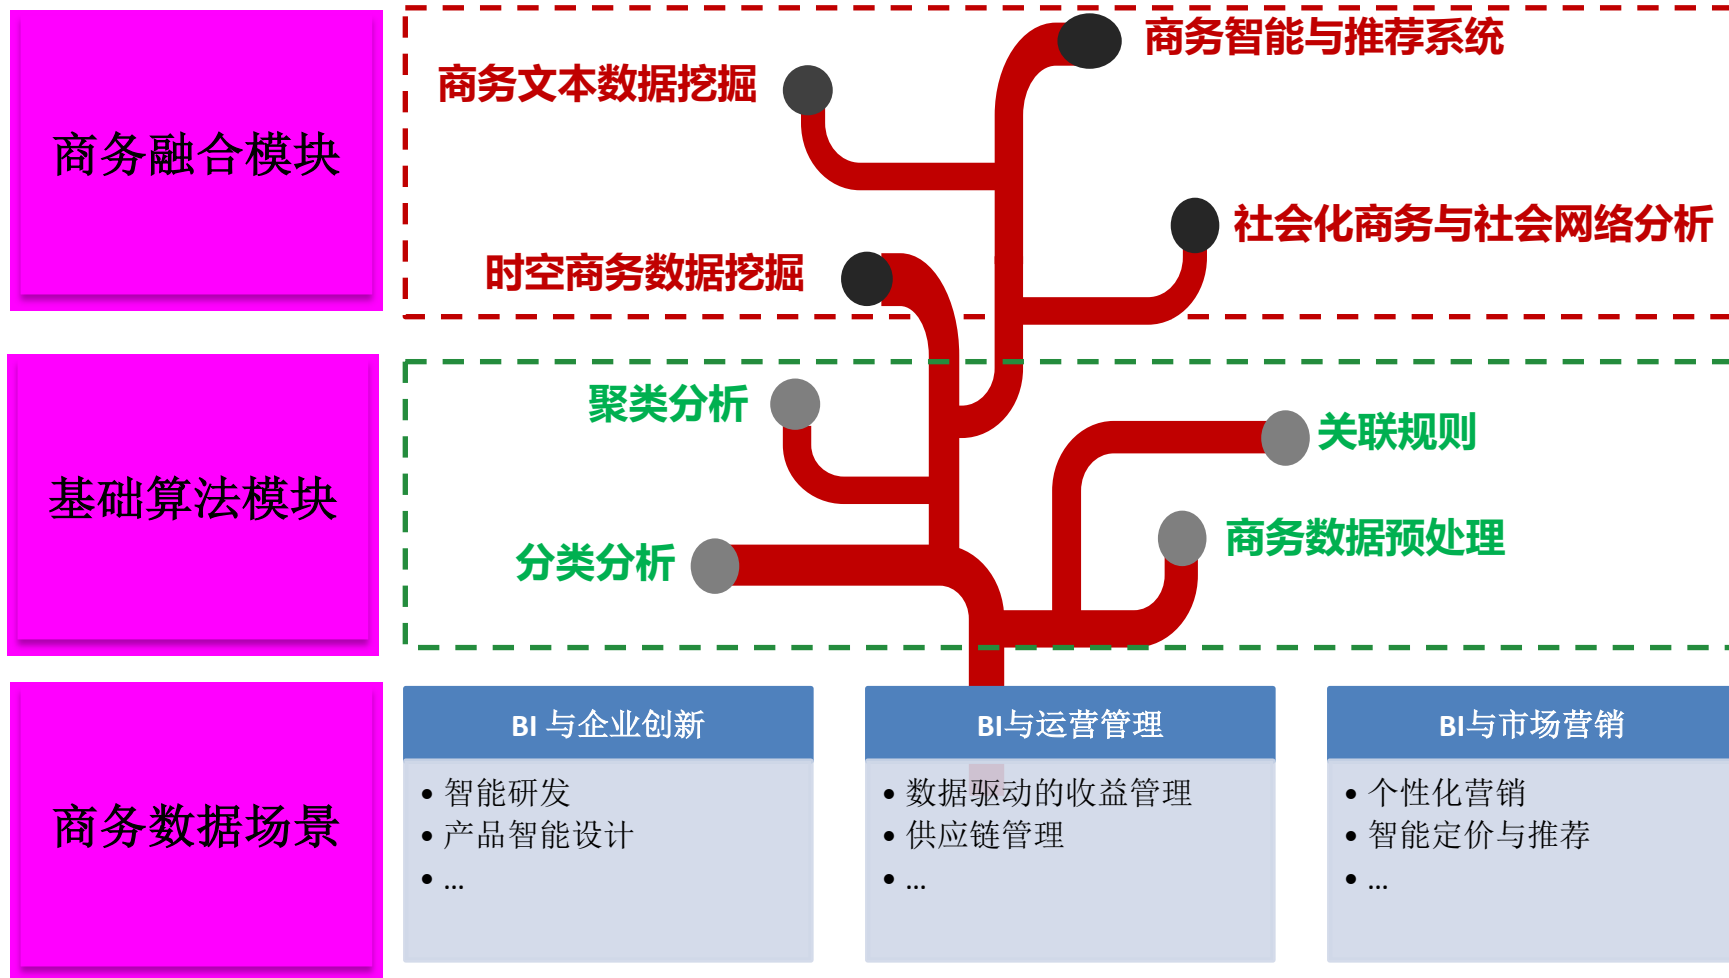 商务融合模块
商务智能与推荐系统
商务文本数据挖掘
社会化商务与社会网络分析
时空商务数据挖掘
基础算法模块
聚类分析
关联规则
商务数据预处理
分类分析
商务数据场景
BI 与企业创新
• 智能研发
• 产品智能设计
• ...
BI与运营管理
• 数据驱动的收益管理
• 供应链管理
• ...
BI与市场营销
• 个性化营销
• 智能定价与推荐
• ...